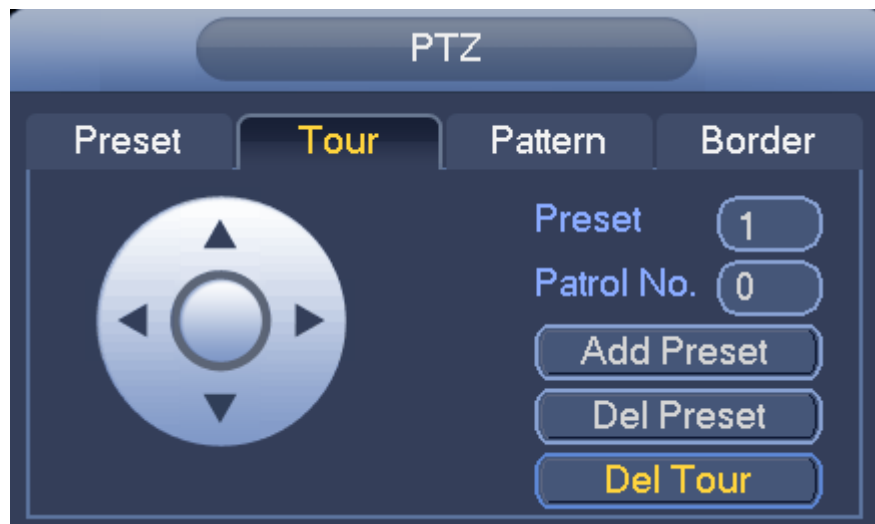 PTZ
Preset Tour Pattern Border
Preset 1
Patrol No. 0
Add Preset
Del Preset
Del Tour